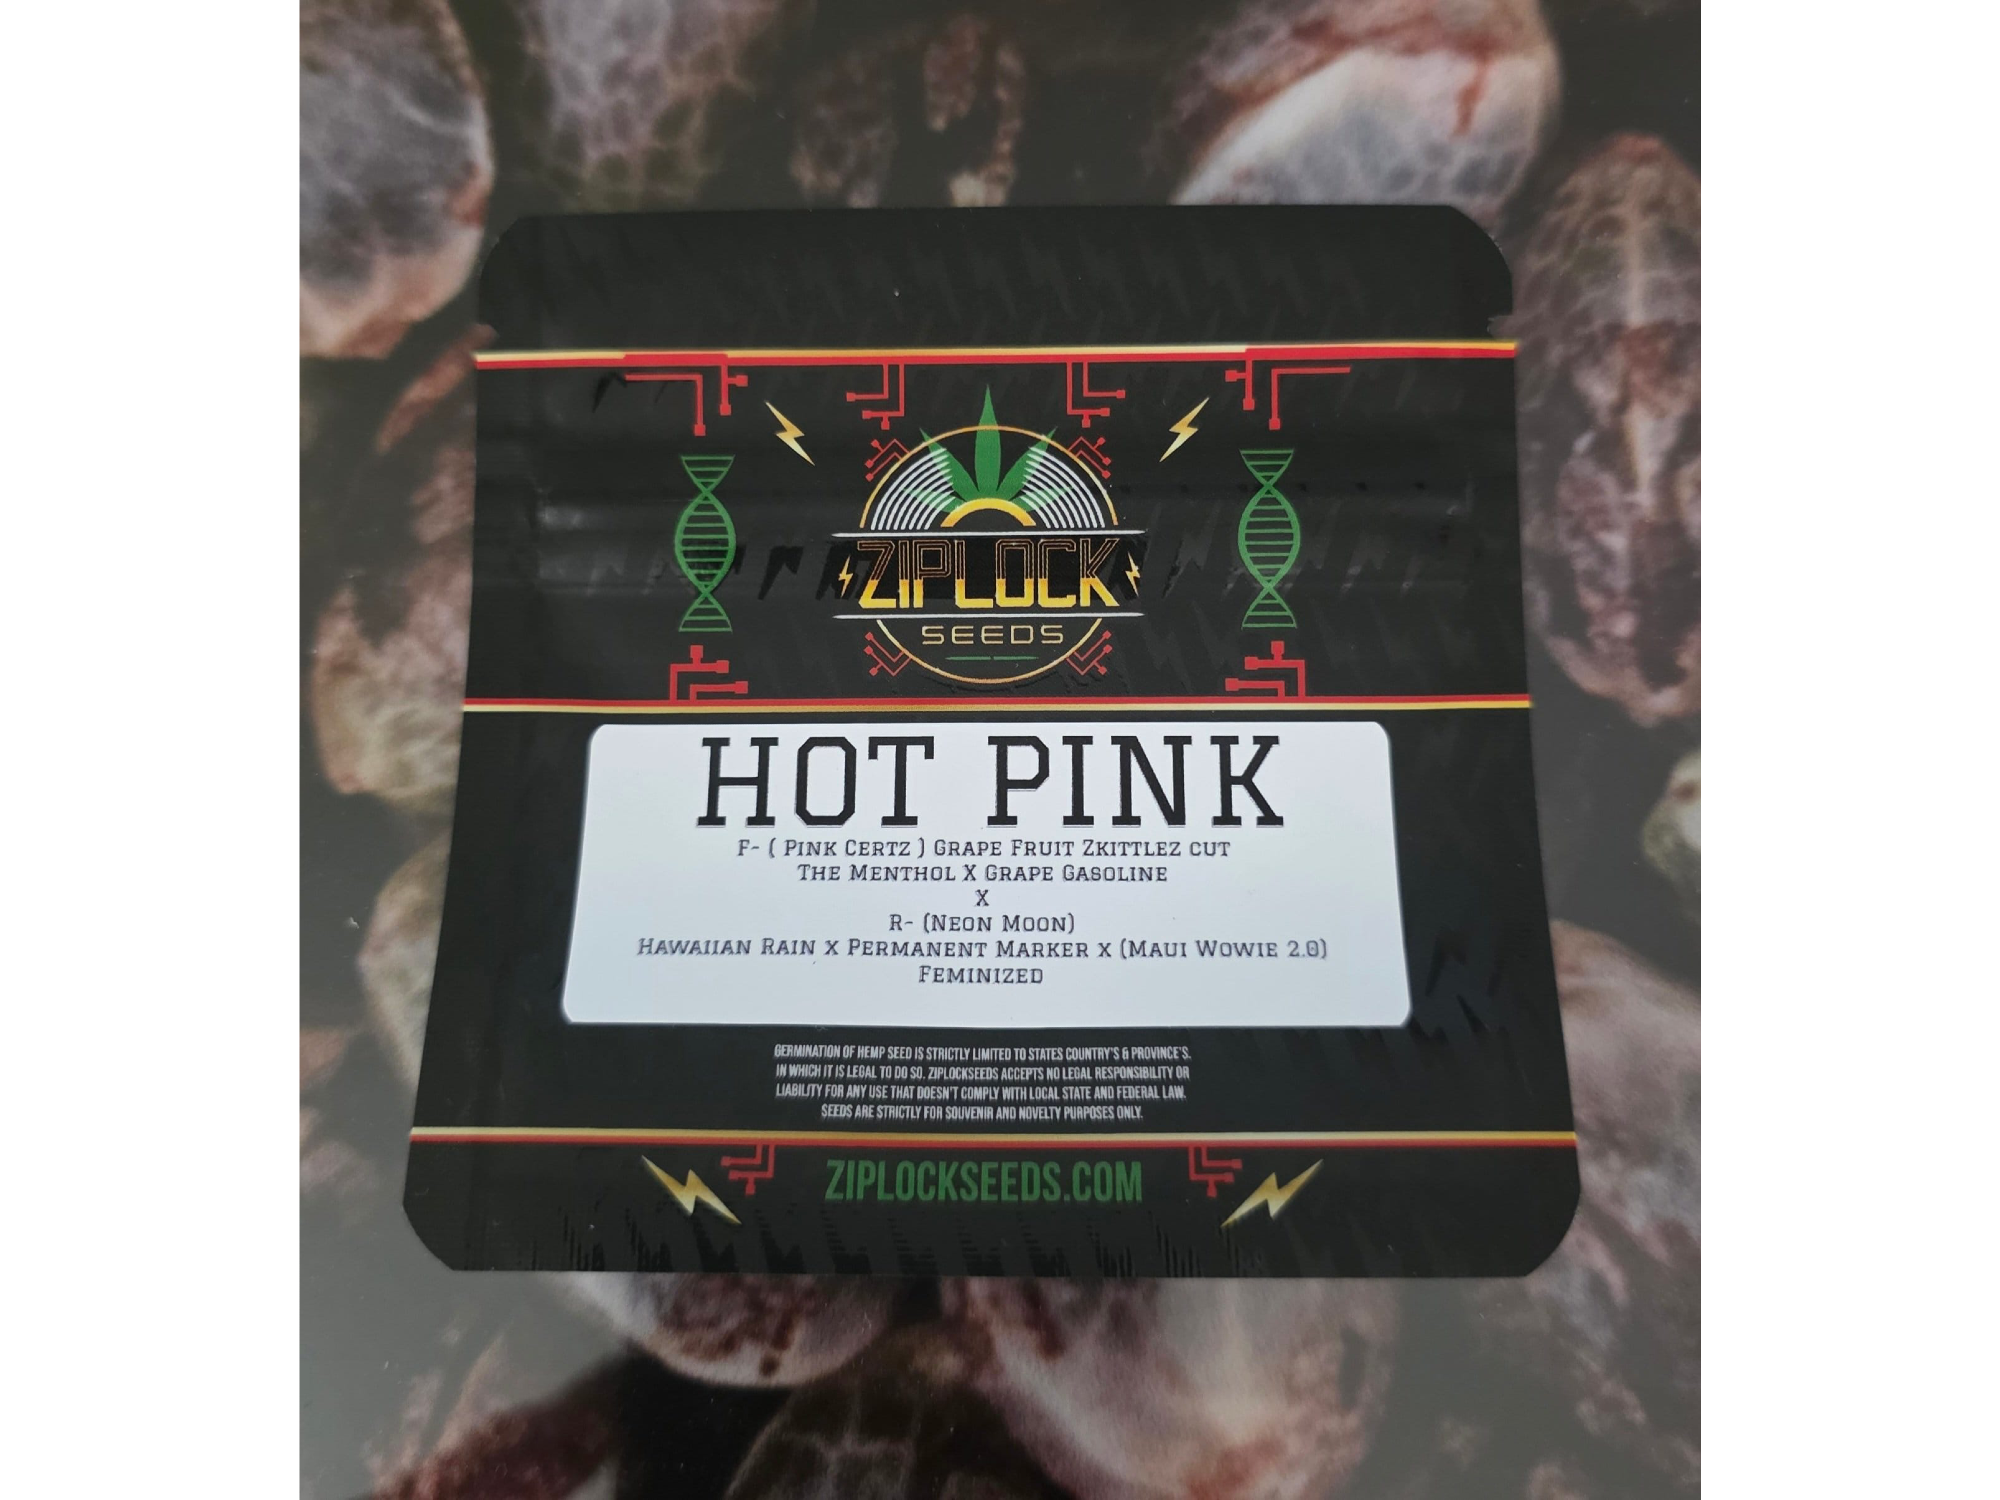 ZIPLOCK
SEEDS
HOT PINK
F- ( Pink Certz ) Grape Fruit Zkittlez cut
The Menthol X Grape Gasoline
X
R- (Neon Moon)
Hawaiian Rain x Permanent Marker x (Maui Wowie 2.0)
Feminized
GERMINATION OF HEMP SEED IS STRICTLY LIMITED TO STATES COUNTRY'S & PROVINCE'S.
IN WHICH IT IS LEGAL TO DO SO. ZIPLOCKSEEDS ACCEPTS NO LEGAL RESPONSIBILITY OR
LIABILITY FOR ANY USE THAT DOESN'T COMPLY WITH LOCAL STATE AND FEDERAL LAW.
SEEDS ARE STRICTLY FOR SOUVENIR AND NOVELTY PURPOSES ONLY.
ZIPLOCKSEEDS.COM